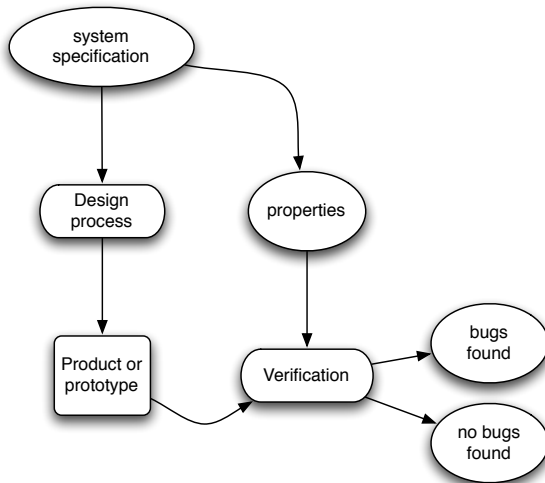 system
specification
Design
process
properties
Product or
prototype
Verification
bugs
found
no bugs
found